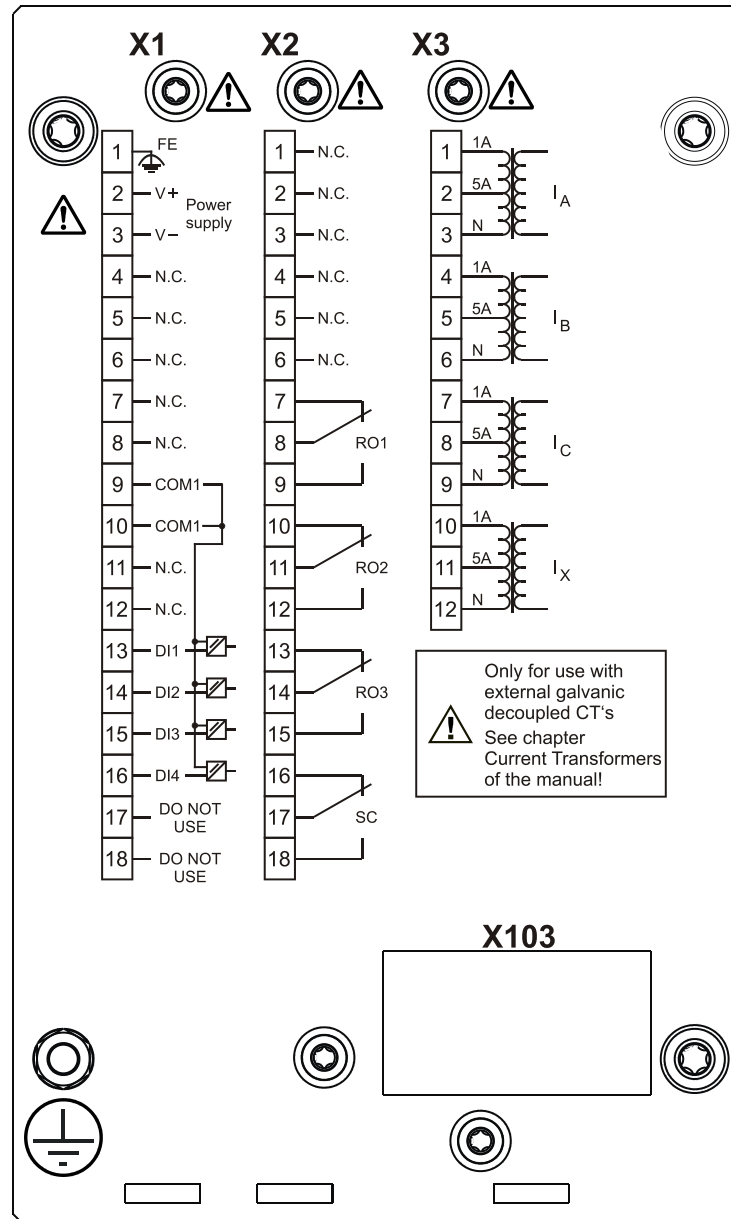 X1
X2
X3
1 FE
2 V+
Power
supply
3 V–
4 N.C.
5 N.C.
6 N.C.
7 N.C.
8 N.C.
9 COM1
10 COM1
11 N.C.
12 N.C.
13 DI1
14 DI2
15 DI3
16 DI4
17 DO NOT
USE
18 DO NOT
USE
1 N.C.
2 N.C.
3 N.C.
4 N.C.
5 N.C.
6 N.C.
7
8 RO1
9
10
11 RO2
12
13
14 RO3
15
16
17 SC
18
1 1A
2 5A IA
3 N
4 1A
5 5A IB
6 N
7 1A
8 5A IC
9 N
10 1A
11 5A IX
12 N
Only for use with
external galvanic
decoupled CT‘s
See chapter
Current Transformers
of the manual!
X103